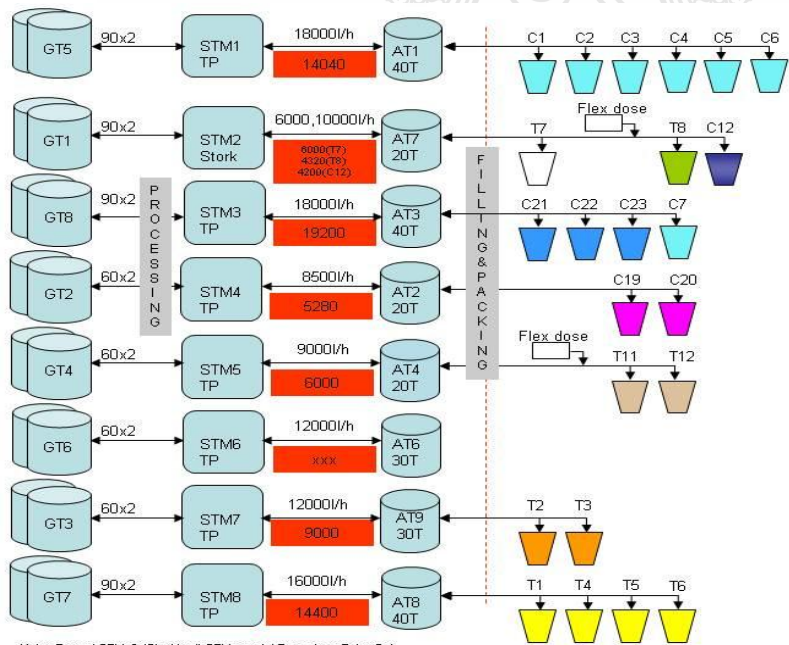 GT5
90x2
STM1
TP
18000l/h
14040
AT1
40T
C1 C2 C3 C4 C5 C6
GT1
90x2
STM2
Stork
6000,10000l/h
6000(T7)
4320(T8)
4200(C12)
AT7
20T
T7
Flex dose
T8 C12
GT8
90x2
STM3
TP
18000l/h
19200
AT3
40T
C21 C22 C23 C7
GT2
60x2
STM4
TP
8500l/h
5280
AT2
20T
C19 C20
GT4
60x2
STM5
TP
9000l/h
6000
AT4
20T
Flex dose
T11 T12
GT6
60x2
STM6
TP
12000l/h
xxx
AT6
30T
GT3
60x2
STM7
TP
12000l/h
9000
AT9
30T
T2 T3
GT7
90x2
STM8
TP
16000l/h
14400
AT8
40T
T1 T4 T5 T6
PROCESSING
FILLING&PACKING